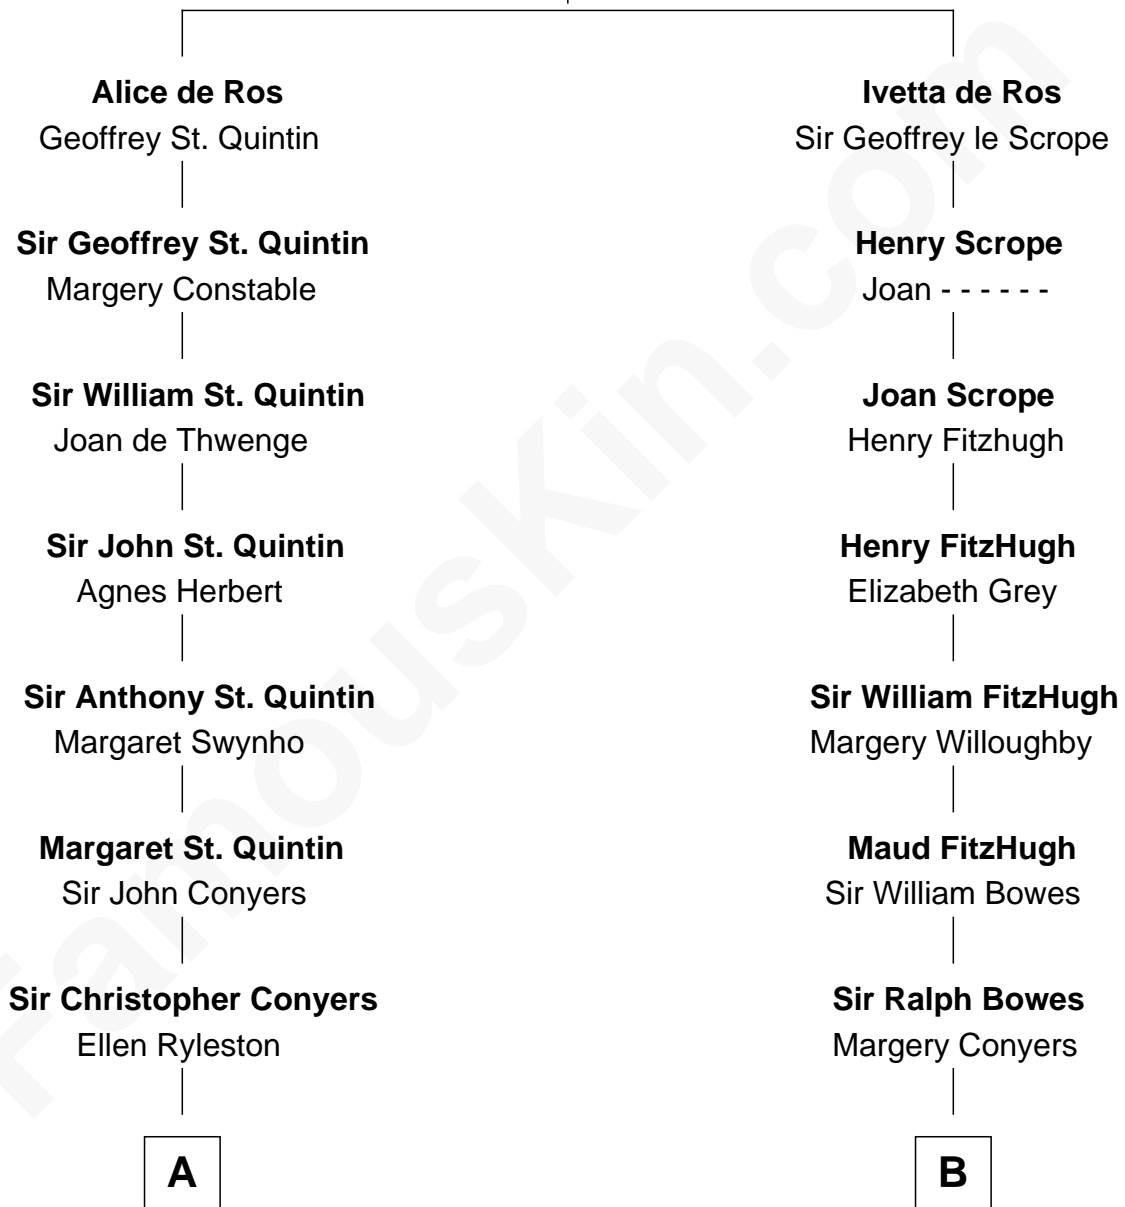 Alice de Ros
Geoffrey St. Quintin
Sir Geoffrey St. Quintin
Margery Constable
Sir William St. Quintin
Joan de Thwenge
Sir John St. Quintin
Agnes Herbert
Sir Anthony St. Quintin
Margaret Swynho
Margaret St. Quintin
Sir John Conyers
Sir Christopher Conyers
Ellen Ryleston
A
Ivetta de Ros
Sir Geoffrey le Scrope
Henry Scrope
Joan - - - - - -
Joan Scrope
Henry Fitzhugh
Henry FitzHugh
Elizabeth Grey
Sir William FitzHugh
Margery Willoughby
Maud FitzHugh
Sir William Bowes
Sir Ralph Bowes
Margery Conyers
B
FamousKin.com